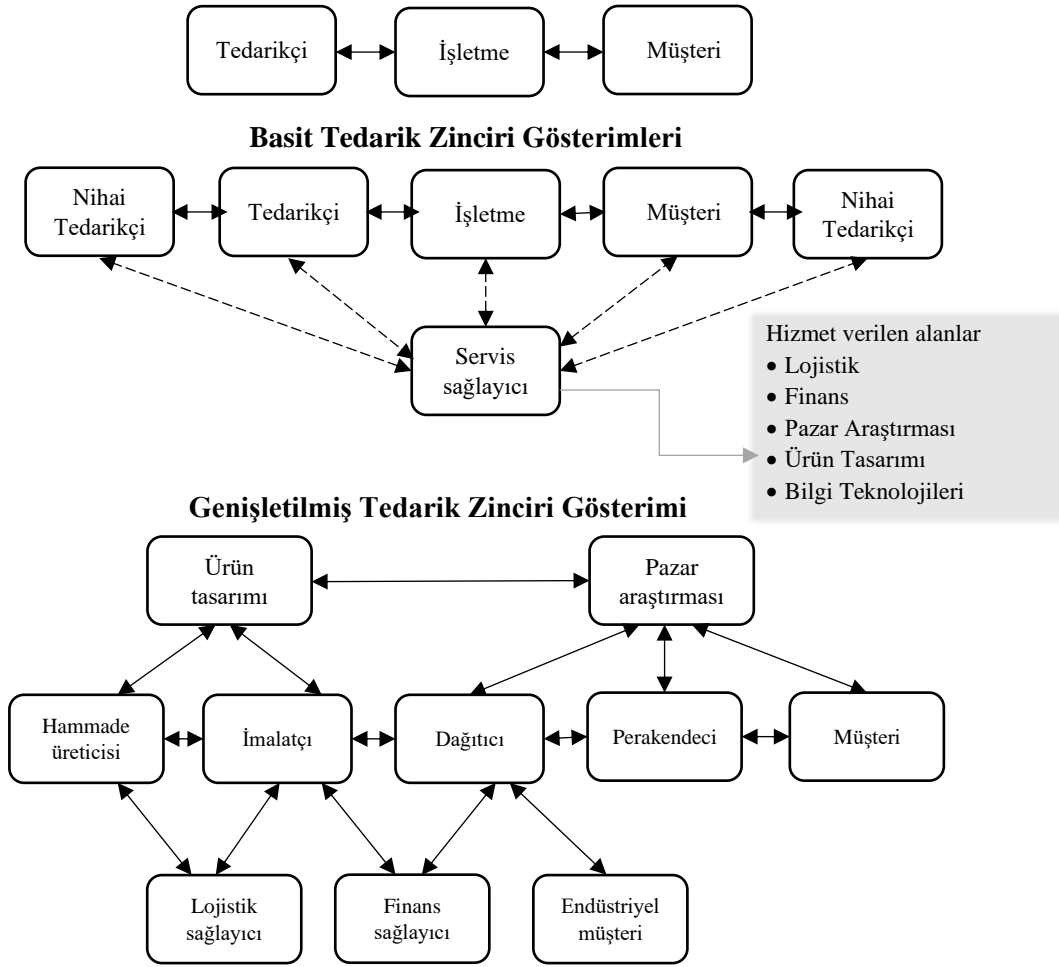 Tedarikçi
İşletme
Müşteri
Basit Tedarik Zinciri Gösterimleri
Nihai
Tedarikçi
Tedarikçi
İşletme
Müşteri
Nihai
Tedarikçi
Servis
sağlayıcı
Hizmet verilen alanlar
• Lojistik
• Finans
• Pazar Araştırması
• Ürün Tasarımı
• Bilgi Teknolojileri
Genişletilmiş Tedarik Zinciri Gösterimi
Ürün
tasarımı
Pazar
araştırması
Hammade
üreticisi
İmalatçı
Dağıtıcı
Perakendeci
Müşteri
Lojistik
sağlayıcı
Finans
sağlayıcı
Endüstriyel
müşteri